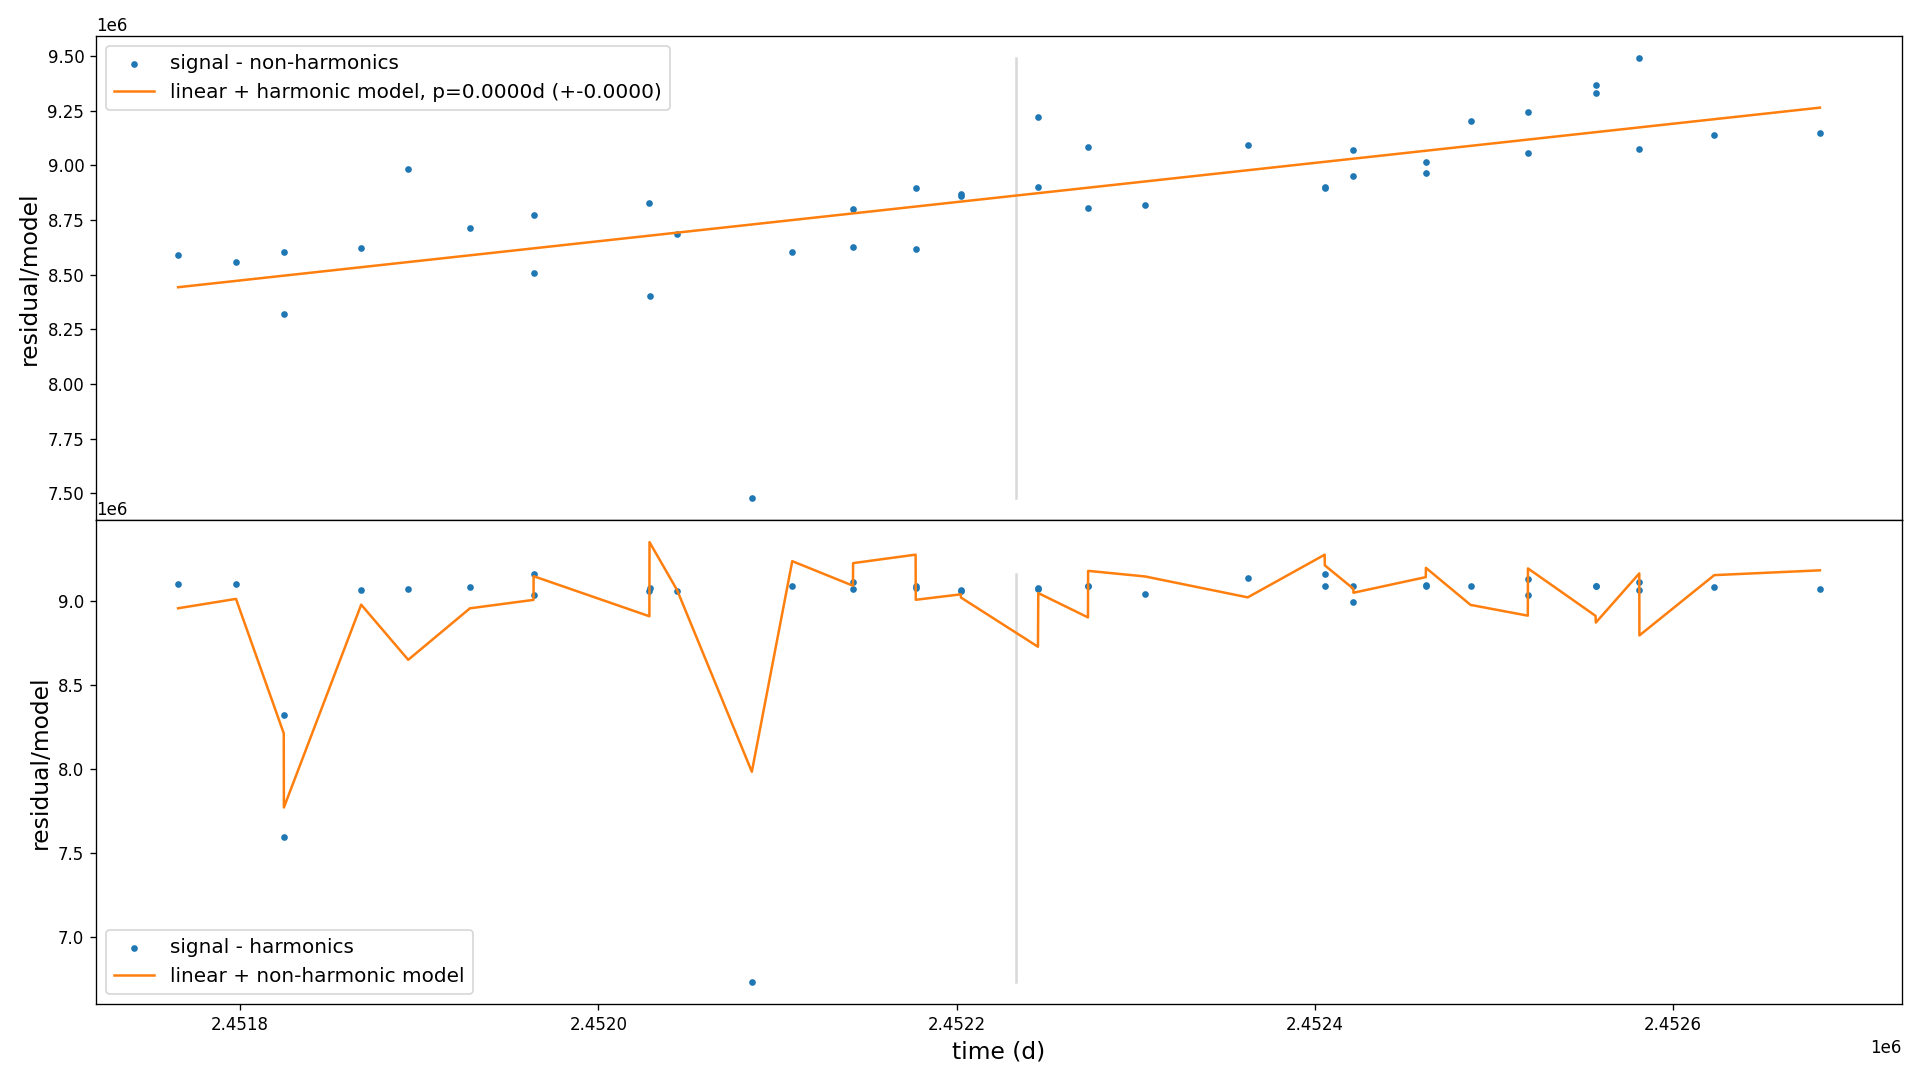 1e6
9.50
9.25
9.00
8.75
8.50
8.25
8.00
7.75
7.50
residual/model
signal - non-harmonics
linear + harmonic model, p=0.0000d (+-0.0000)
1e6
9.0
8.5
8.0
7.5
7.0
residual/model
signal - harmonics
linear + non-harmonic model
2.4518 2.4520 2.4522 2.4524 2.4526
time (d)
1e6